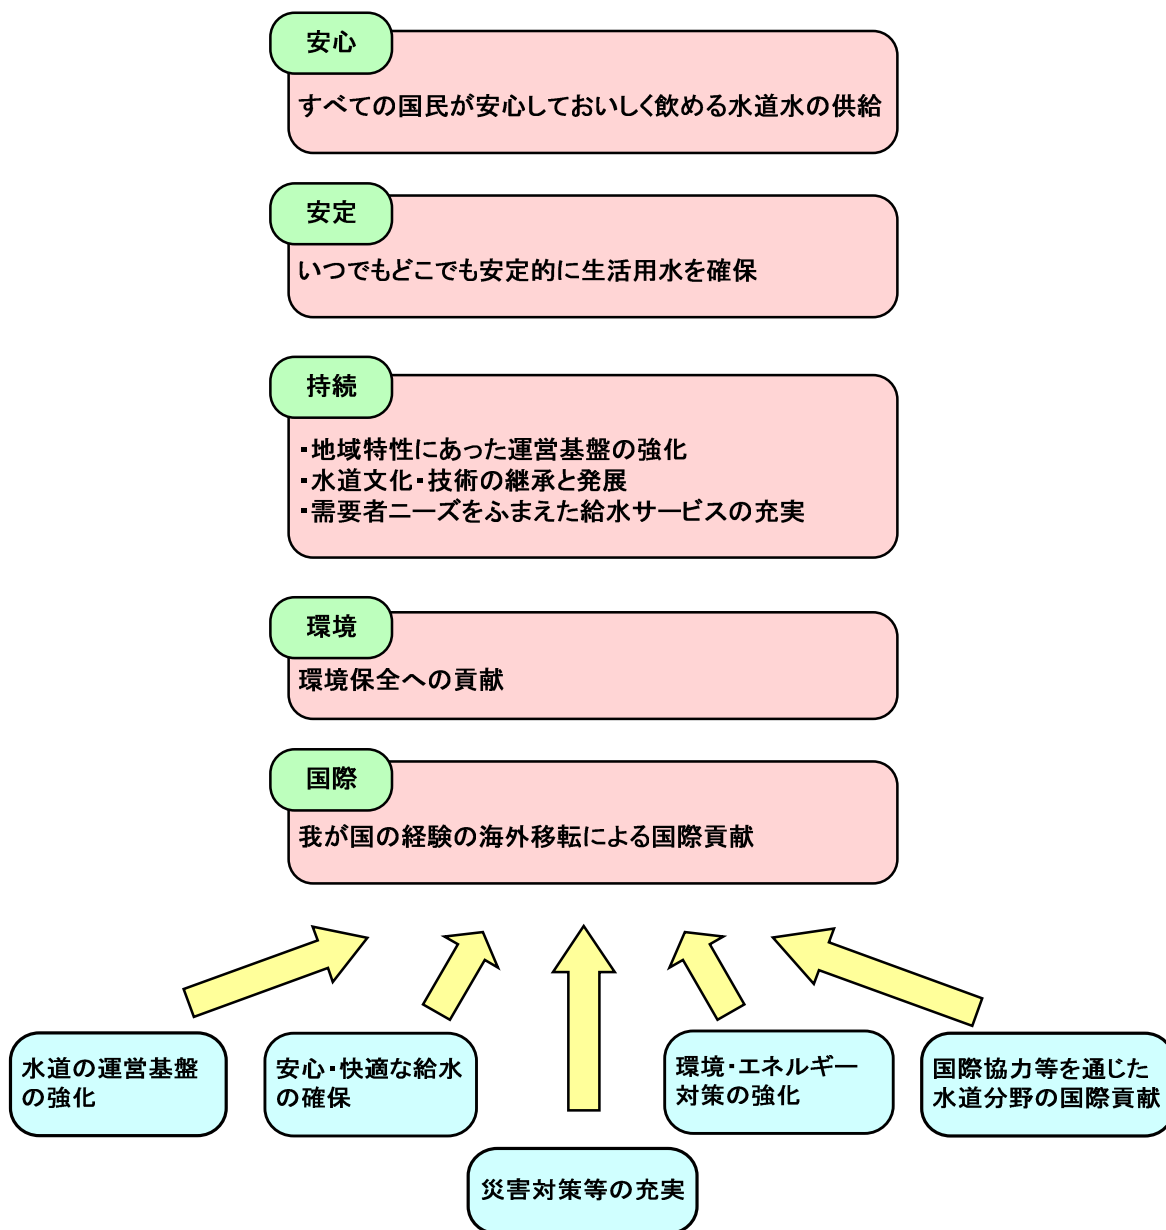 安心
すべての国民が安心しておいしく飲める水道水の供給
安定
いつでもどこでも安定的に生活用水を確保
持続
・地域特性にあった運営基盤の強化
・水道文化・技術の継承と発展
・需要者ニーズをふまえた給水サービスの充実
環境
環境保全への貢献
国際
我が国の経験の海外移転による国際貢献
水道の運営基盤
の強化
安心・快適な給水
の確保
環境・エネルギー
対策の強化
国際協力等を通じた
水道分野の国際貢献
災害対策等の充実